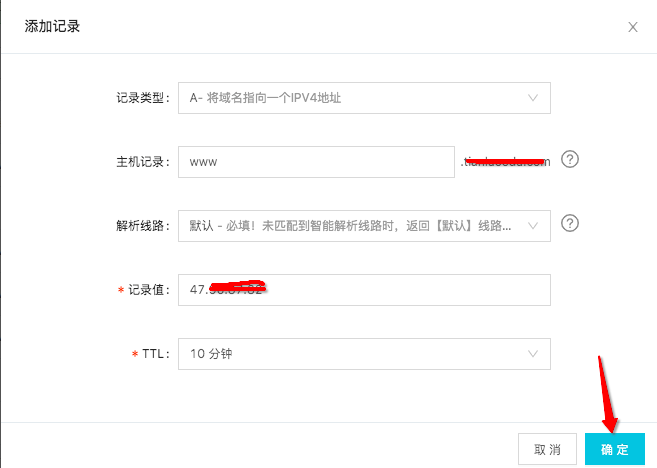 添加记录
记录类型: A- 将域名指向一个IPV4地址
主机记录: www
解析线路: 默认 - 必填！未匹配到智能解析线路时，返回【默认】线路...
* 记录值: 47.
* TTL: 10 分钟
取 消 确 定